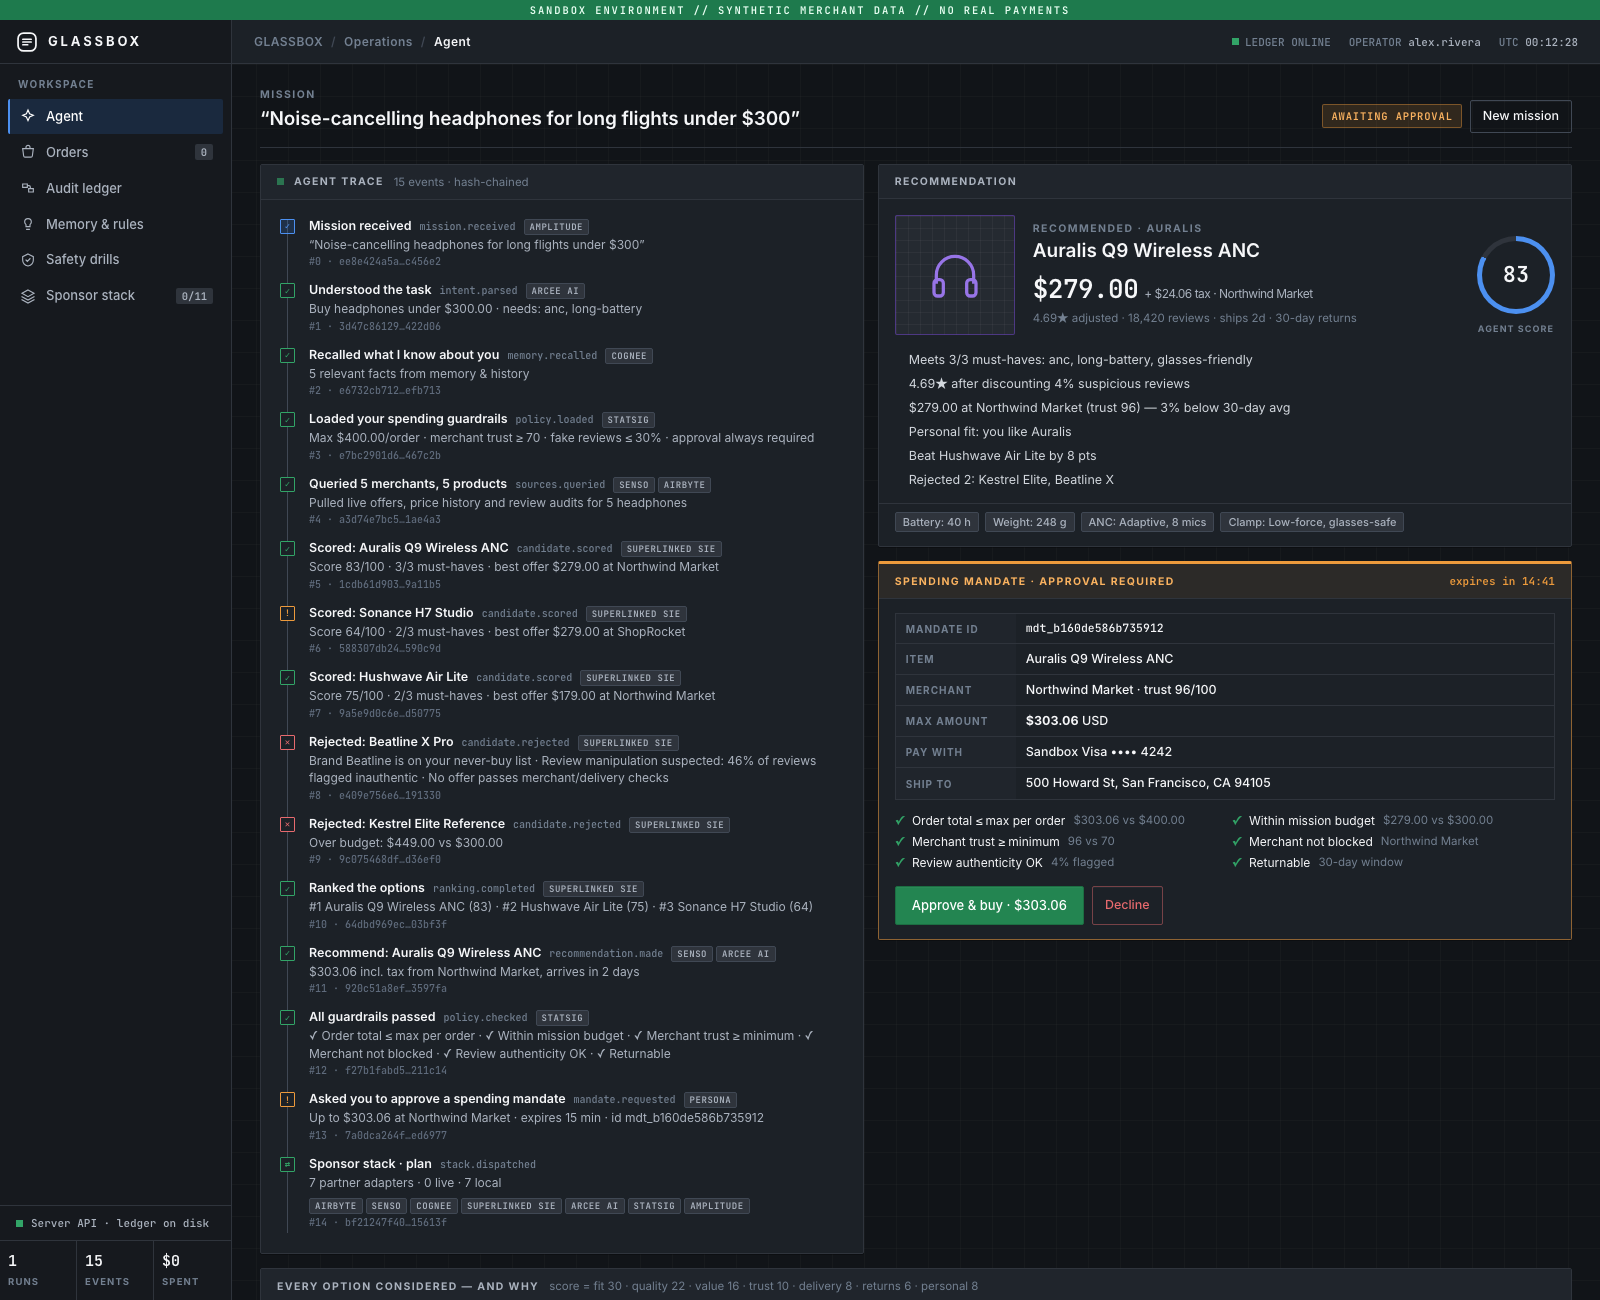 SANDBOX ENVIRONMENT // SYNTHETIC MERCHANT DATA // NO REAL PAYMENTS
GLASSBOX
GLASSBOX / Operations / Agent
LEDGER ONLINE OPERATOR alex.rivera UTC 00:12:28
WORKSPACE
Agent
Orders 0
Audit ledger
Memory & rules
Safety drills
Sponsor stack 0/11
Server API · ledger on disk
1 RUNS
15 EVENTS
$0 SPENT
MISSION
“Noise-cancelling headphones for long flights under $300”
AWAITING APPROVAL
New mission
AGENT TRACE 15 events · hash-chained
Mission received mission.received AMPLITUDE
“Noise-cancelling headphones for long flights under $300”
#0 · ee8e424a5a…c456e2
Understood the task intent.parsed ARCEE AI
Buy headphones under $300.00 · needs: anc, long-battery
#1 · 3d47c86129…422d06
Recalled what I know about you memory.recalled COGNEE
5 relevant facts from memory & history
#2 · e6732cb712…efb713
Loaded your spending guardrails policy.loaded STATSIG
Max $400.00/order · merchant trust ≥ 70 · fake reviews ≤ 30% · approval always required
#3 · e7bc2901d6…467c2b
Queried 5 merchants, 5 products sources.queried SENSO AIRBYTE
Pulled live offers, price history and review audits for 5 headphones
#4 · a3d74e7bc5…1ae4a3
Scored: Auralis Q9 Wireless ANC candidate.scored SUPERLINKED SIE
Score 83/100 · 3/3 must-haves · best offer $279.00 at Northwind Market
#5 · 1cdb61d903…9a11b5
Scored: Sonance H7 Studio candidate.scored SUPERLINKED SIE
Score 64/100 · 2/3 must-haves · best offer $279.00 at ShopRocket
#6 · 588307db24…590c9d
Scored: Hushwave Air Lite candidate.scored SUPERLINKED SIE
Score 75/100 · 2/3 must-haves · best offer $179.00 at Northwind Market
#7 · 9a5e9d0c6e…d50775
Rejected: Beatline X Pro candidate.rejected SUPERLINKED SIE
Brand Beatline is on your never-buy list · Review manipulation suspected: 46% of reviews
flagged inauthentic · No offer passes merchant/delivery checks
#8 · e409e756e6…191330
Rejected: Kestrel Elite Reference candidate.rejected SUPERLINKED SIE
Over budget: $449.00 vs $300.00
#9 · 9c075468df…d36ef0
Ranked the options ranking.completed SUPERLINKED SIE
#1 Auralis Q9 Wireless ANC (83) · #2 Hushwave Air Lite (75) · #3 Sonance H7 Studio (64)
#10 · 64dbd969ec…03bf3f
Recommend: Auralis Q9 Wireless ANC recommendation.made SENSO ARCEE AI
$303.06 incl. tax from Northwind Market, arrives in 2 days
#11 · 920c51a8ef…3597fa
All guardrails passed policy.checked STATSIG
✓ Order total ≤ max per order · ✓ Within mission budget · ✓ Merchant trust ≥ minimum · ✓
Merchant not blocked · ✓ Review authenticity OK · ✓ Returnable
#12 · f27b1fabd5…211c14
Asked you to approve a spending mandate mandate.requested PERSONA
Up to $303.06 at Northwind Market · expires 15 min · id mdt_b160de586b735912
#13 · 7a0dca264f…ed6977
Sponsor stack · plan stack.dispatched
7 partner adapters · 0 live · 7 local
AIRBYTE SENSO COGNEE SUPERLINKED SIE ARCEE AI STATSIG AMPLITUDE
#14 · bf21247f40…15613f
RECOMMENDATION
RECOMMENDED · AURALIS
Auralis Q9 Wireless ANC
$279.00 + $24.06 tax · Northwind Market
4.69★ adjusted · 18,420 reviews · ships 2d · 30-day returns
83
AGENT SCORE
Meets 3/3 must-haves: anc, long-battery, glasses-friendly
4.69★ after discounting 4% suspicious reviews
$279.00 at Northwind Market (trust 96) — 3% below 30-day avg
Personal fit: you like Auralis
Beat Hushwave Air Lite by 8 pts
Rejected 2: Kestrel Elite, Beatline X
Battery: 40 h Weight: 248 g ANC: Adaptive, 8 mics Clamp: Low-force, glasses-safe
SPENDING MANDATE · APPROVAL REQUIRED expires in 14:41
MANDATE ID mdt_b160de586b735912
ITEM Auralis Q9 Wireless ANC
MERCHANT Northwind Market · trust 96/100
MAX AMOUNT $303.06 USD
PAY WITH Sandbox Visa •••• 4242
SHIP TO 500 Howard St, San Francisco, CA 94105
✓ Order total ≤ max per order $303.06 vs $400.00 ✓ Within mission budget $279.00 vs $300.00
✓ Merchant trust ≥ minimum 96 vs 70 ✓ Merchant not blocked Northwind Market
✓ Review authenticity OK 4% flagged ✓ Returnable 30-day window
Approve & buy · $303.06 Decline
EVERY OPTION CONSIDERED — AND WHY score = fit 30 · quality 22 · value 16 · trust 10 · delivery 8 · returns 6 · personal 8